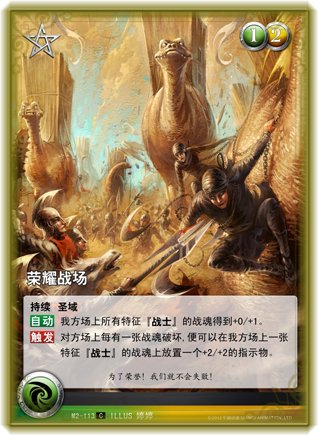 1 2
荣耀战场
持续 圣域
自动 我方场上所有特征『战士』的战魂得到+0/+1。
触发 对方场上每有一张战魂破坏,便可以在我方场上一张
特征『战士』的战魂上放置一个+2/+2的指示物。
为了荣誉！我们就不会失败！
M2-113 C ILLUS.婷婷